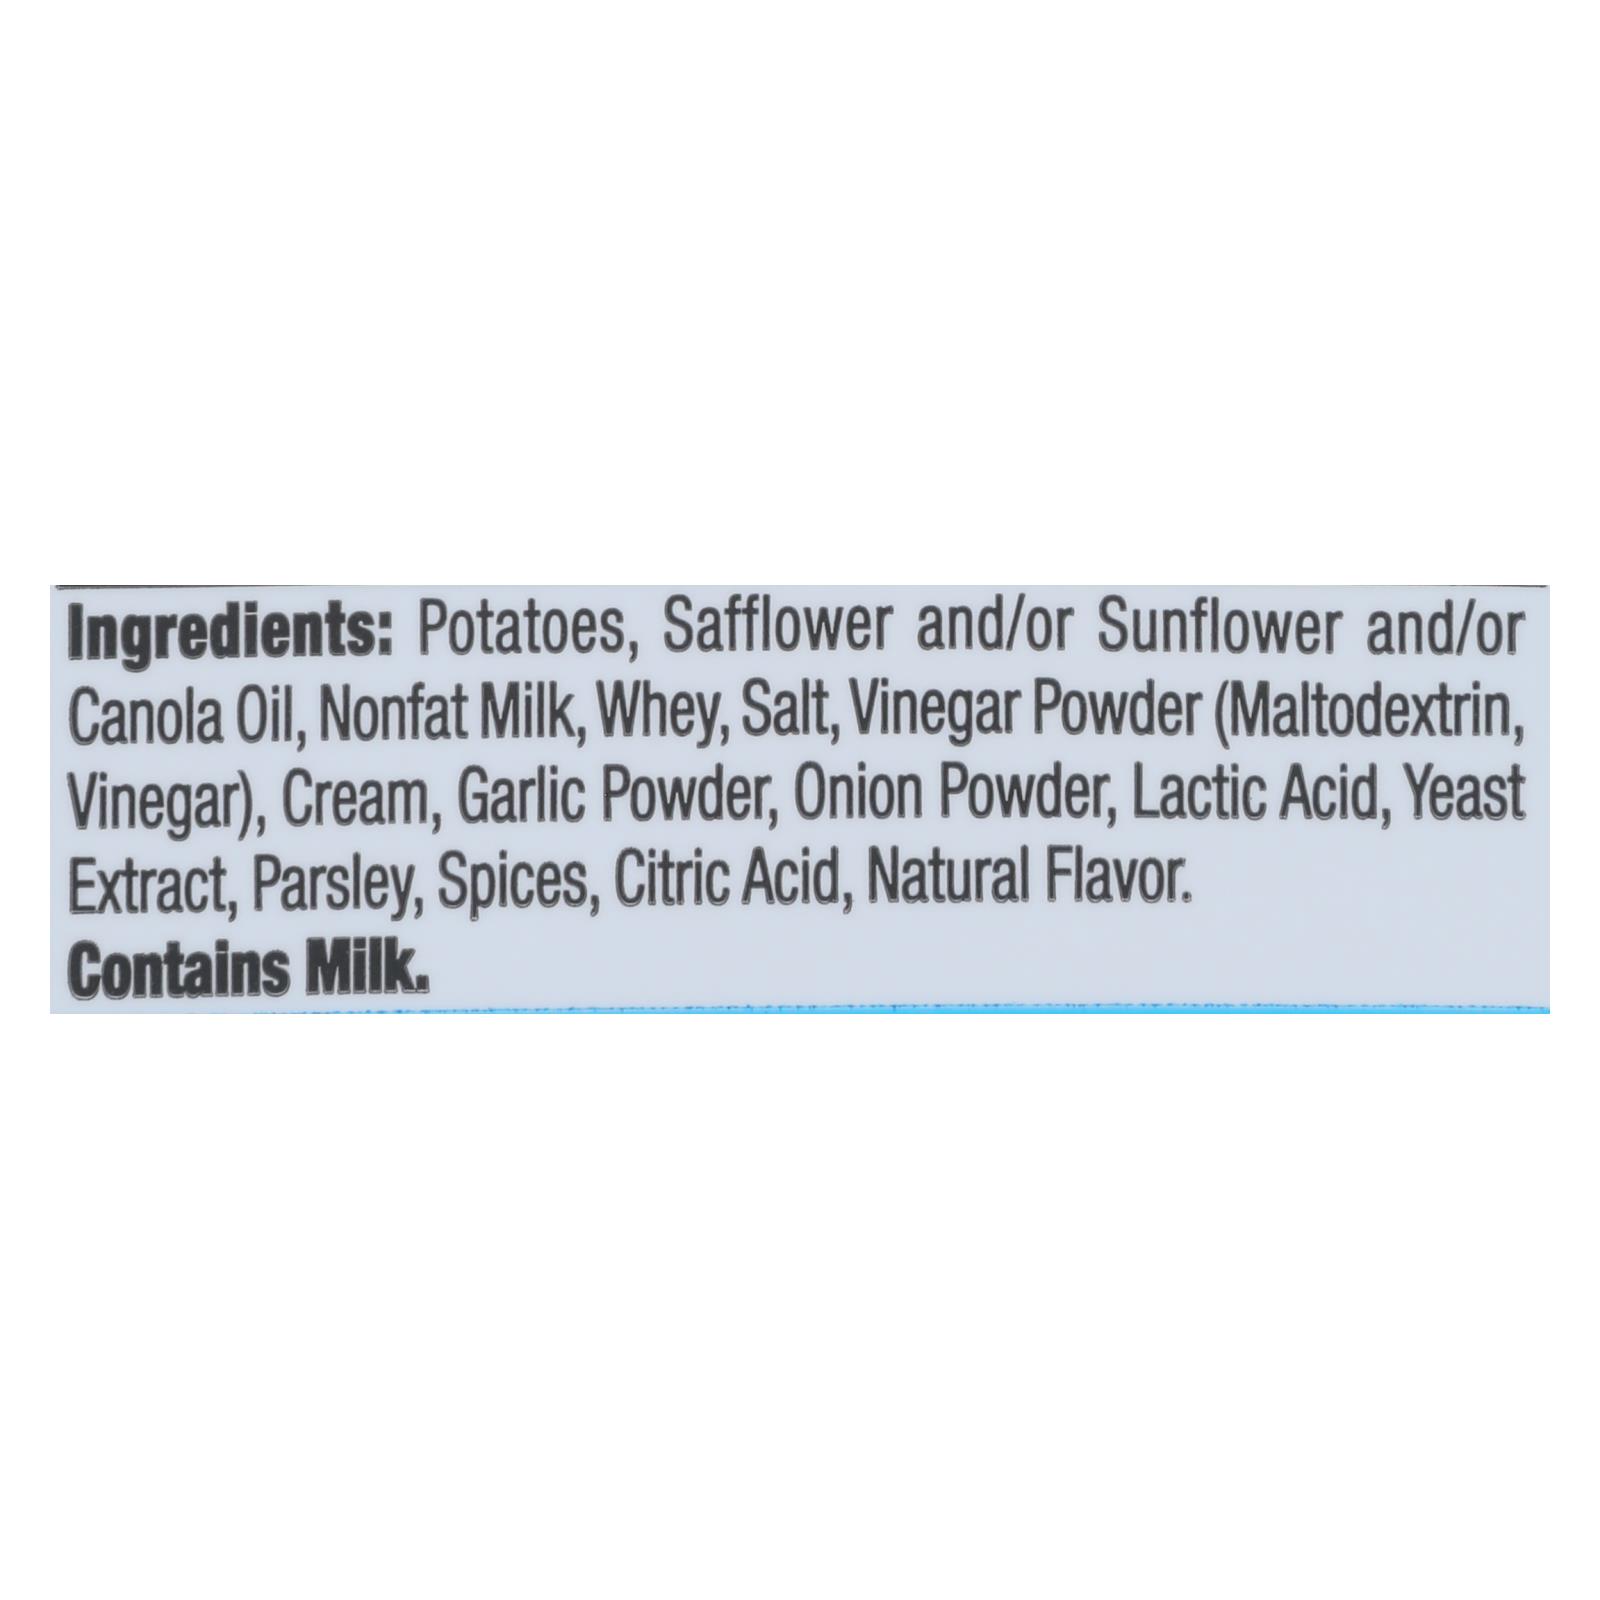 Ingredients: Potatoes, Safflower and/or Sunflower and/or
Canola Oil, Nonfat Milk, Whey, Salt, Vinegar Powder (Maltodextrin,
Vinegar), Cream, Garlic Powder, Onion Powder, Lactic Acid, Yeast
Extract, Parsley, Spices, Citric Acid, Natural Flavor.
Contains Milk.